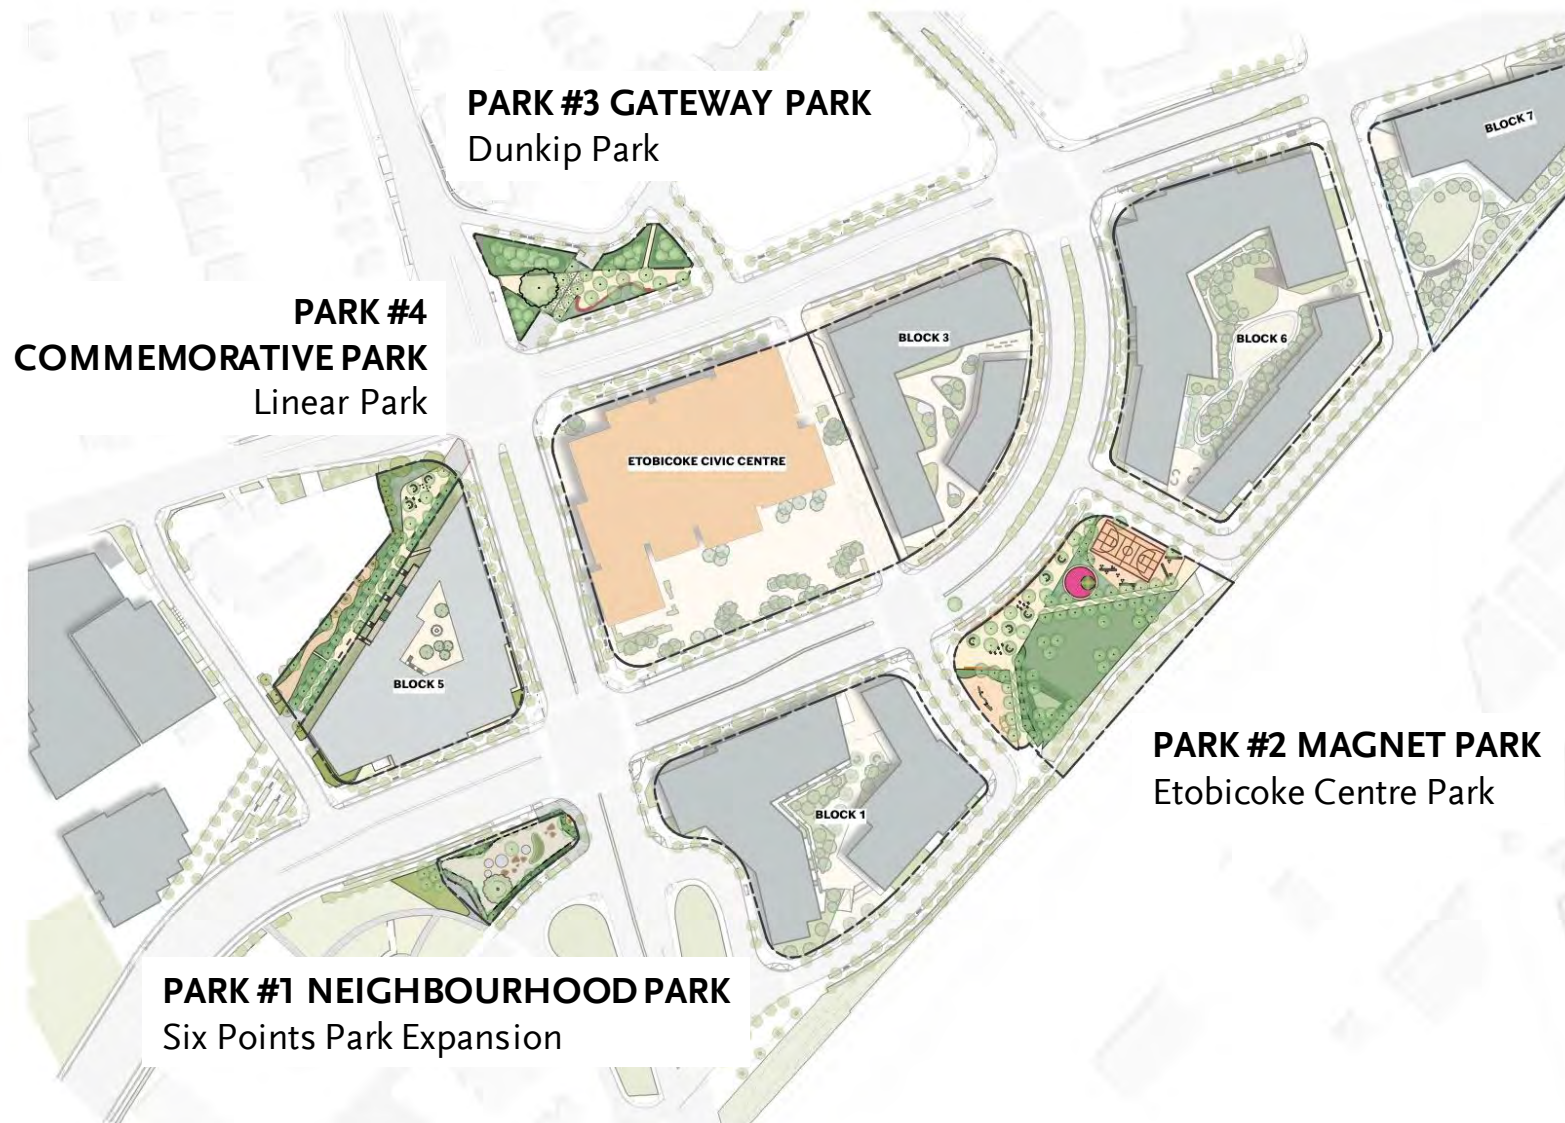 PARK #3 GATEWAY PARK
Dunkip Park
BLOCK 7
PARK #4
COMMEMORATIVE PARK
Linear Park
BLOCK 3
BLOCK 6
ETOBICOKE CIVIC CENTRE
BLOCK 5
PARK #2 MAGNET PARK
Etobicoke Centre Park
BLOCK 1
PARK #1 NEIGHBOURHOOD PARK
Six Points Park Expansion